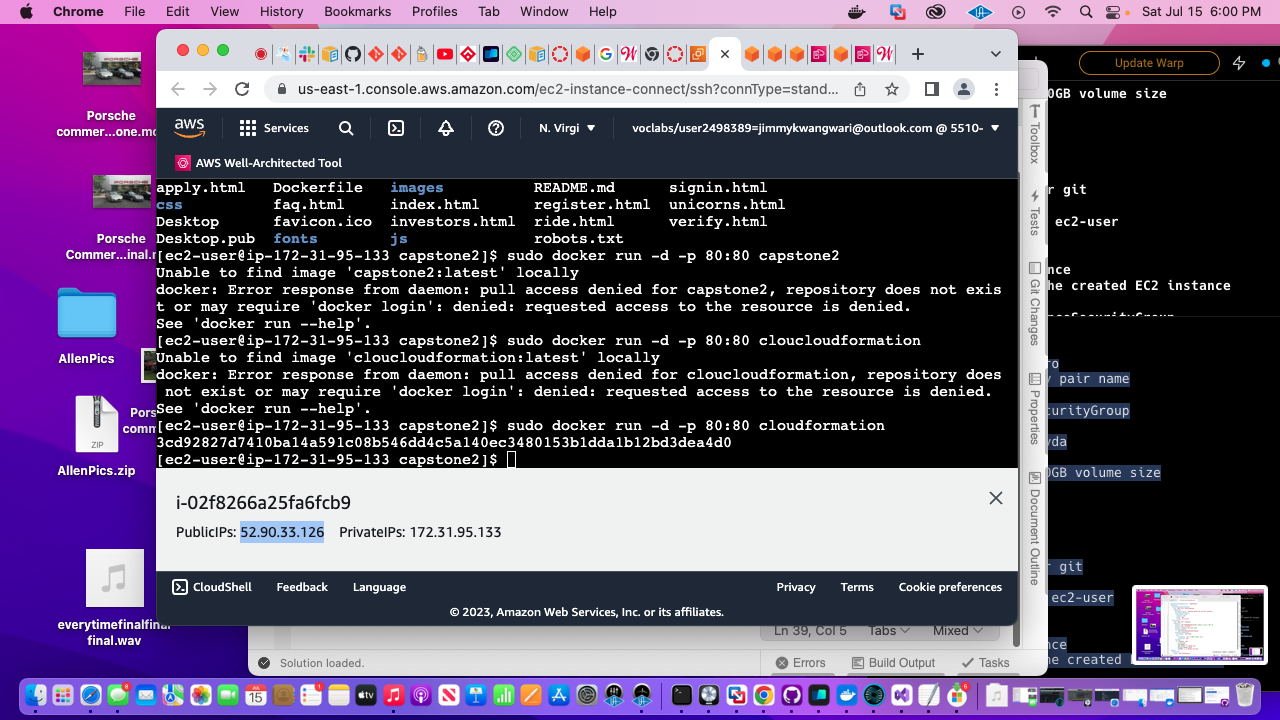 Chrome File Edit View History Bookmarks Profiles Tab Window Help Sat Jul 15 6:00 PM
us-east-1.console.aws.amazon.com/ec2-instance-connect/ssh?connType=stand...
aws Services N. Virgi voclabs/user2498389=jimmykwangwari@outlook.com @ 5510-
AWS Well-Architected Tool
apply.html Dockerfile images README.md signin.html
css faq.html index.html register.html unicorns.html
Desktop favicon.ico investors.html ride.html verify.html
Desktop.pub fonts js robots.txt
[ec2-user@ip-172-31-95-133 capstone2]$ sudo docker run -d -p 80:80 capstone2
Unable to find image 'capstone2:latest' locally
docker: Error response from daemon: pull access denied for capstone2, repository does not exis
t or may require 'docker login': denied: requested access to the resource is denied.
See 'docker run --help'.
[ec2-user@ip-172-31-95-133 capstone2]$ sudo docker run -d -p 80:80 cloucloudformation
Unable to find image 'cloucloudformation:latest' locally
docker: Error response from daemon: pull access denied for cloucloudformation, repository does
not exist or may require 'docker login': denied: requested access to the resource is denied.
See 'docker run --help'.
[ec2-user@ip-172-31-95-133 capstone2]$ sudo docker run -d -p 80:80 cloudformation
3cd92827d7410ba14a591c08b546dd4c5a140ec3480153b1dda1b12bd3dea4d0
[ec2-user@ip-172-31-95-133 capstone2]$
i-02f8266a25fa6fcb9
PublicIPs: 52.90.33.126 PrivateIPs: 172.31.95.133
CloudShell Feedback Language Privacy Terms Cookie preferences
© 2023, Amazon Web Services, Inc. or its affiliates.
Ln 39, Col 5 Tabs Mixed
Solution loaded. Errors Build Output Tasks
Porsche
commer...one.mo
Porsche
Commer...inal.m
AllenPics
Pors
comm
ZIP
AllenPics.zip
everytimefinalfinal
final.wav
Toolbox
Tests
Git Changes
Properties
Document Outline
Update Warp
0GB volume size
r git
ec2-user
nce
he created EC2 instance
ro
y pair name
curityGroup
da
0GB volume size
r git
ec2-user
nce
he created